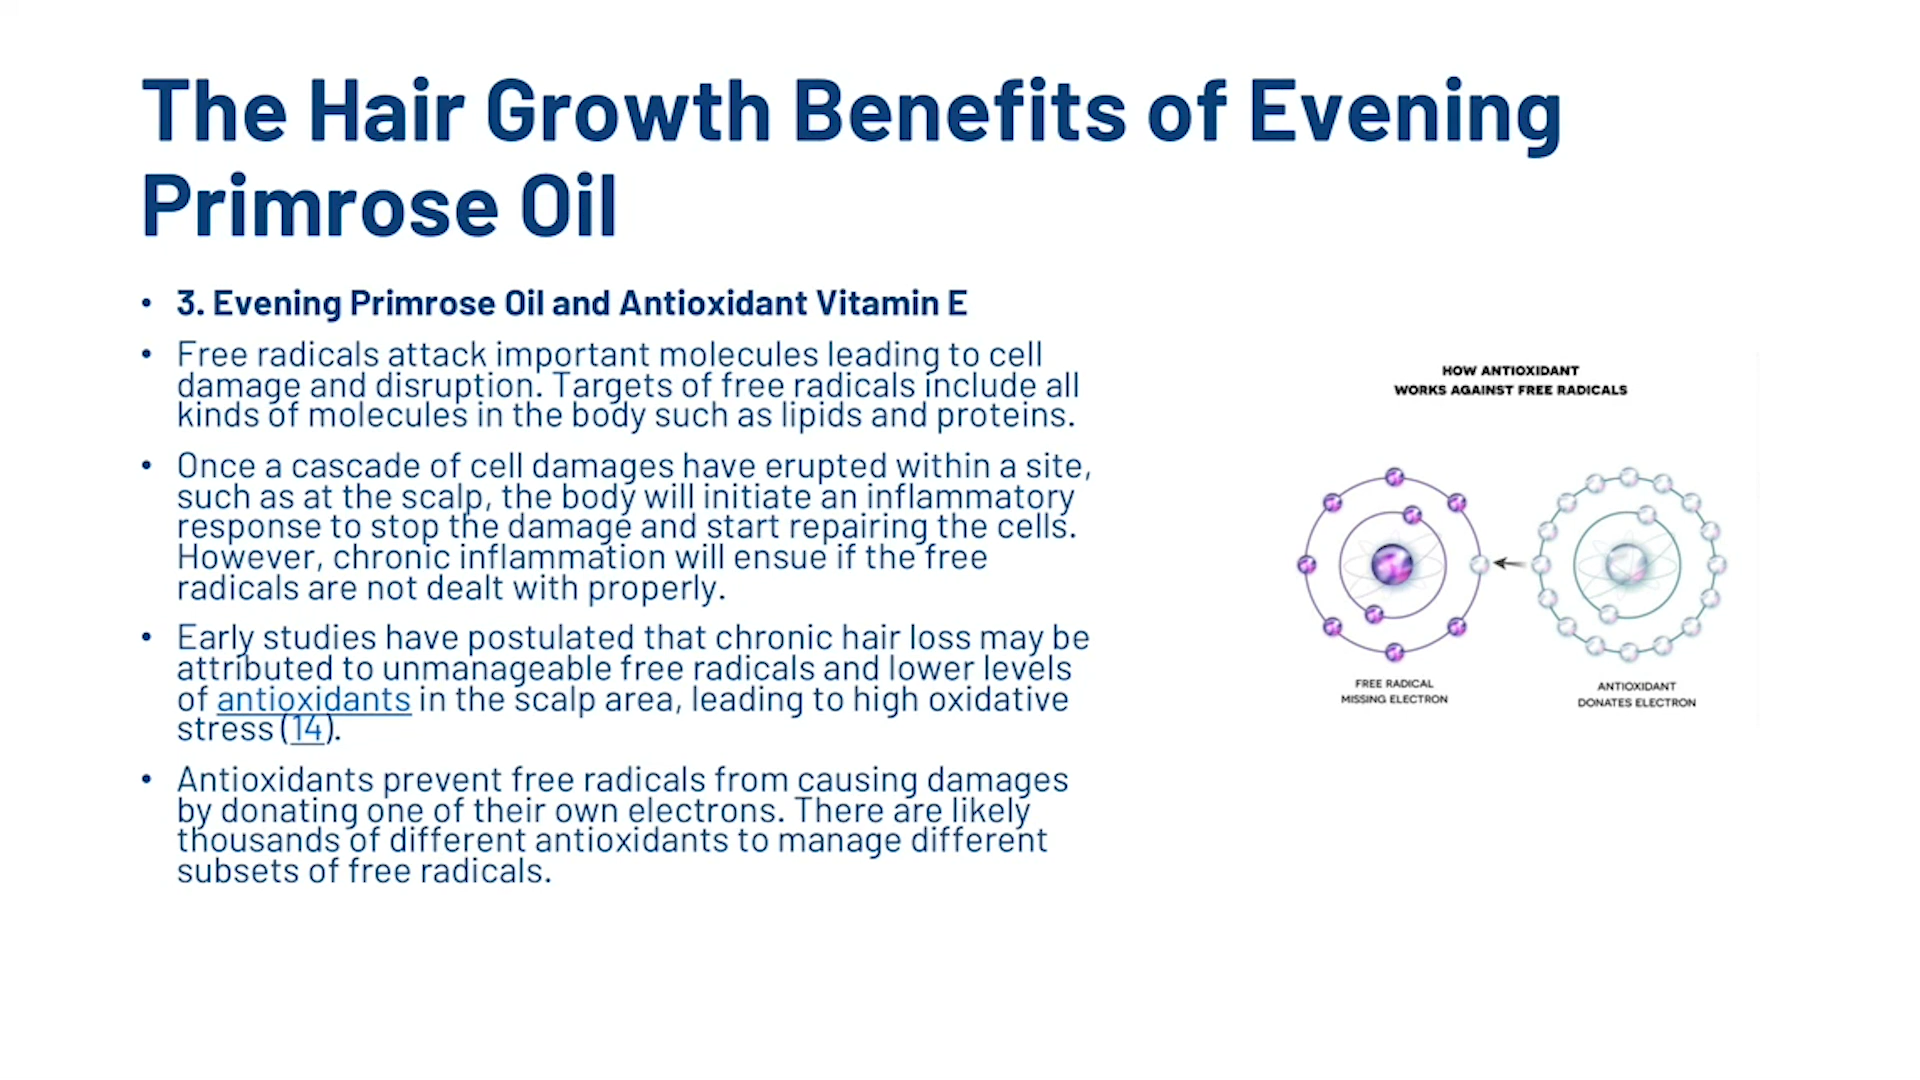 The Hair Growth Benefits of Evening
Primrose Oil
• 3. Evening Primrose Oil and Antioxidant Vitamin E
• Free radicals attack important molecules leading to cell
damage and disruption. Targets of free radicals include all
kinds of molecules in the body such as lipids and proteins.
• Once a cascade of cell damages have erupted within a site,
such as at the scalp, the body will initiate an inflammatory
response to stop the damage and start repairing the cells.
However, chronic inflammation will ensue if the free
radicals are not dealt with properly.
• Early studies have postulated that chronic hair loss may be
attributed to unmanageable free radicals and lower levels
of antioxidants in the scalp area, leading to high oxidative
stress (14).
• Antioxidants prevent free radicals from causing damages
by donating one of their own electrons. There are likely
thousands of different antioxidants to manage different
subsets of free radicals.
HOW ANTIOXIDANT
WORKS AGAINST FREE RADICALS
FREE RADICAL
MISSING ELECTRON
ANTIOXIDANT
DONATES ELECTRON